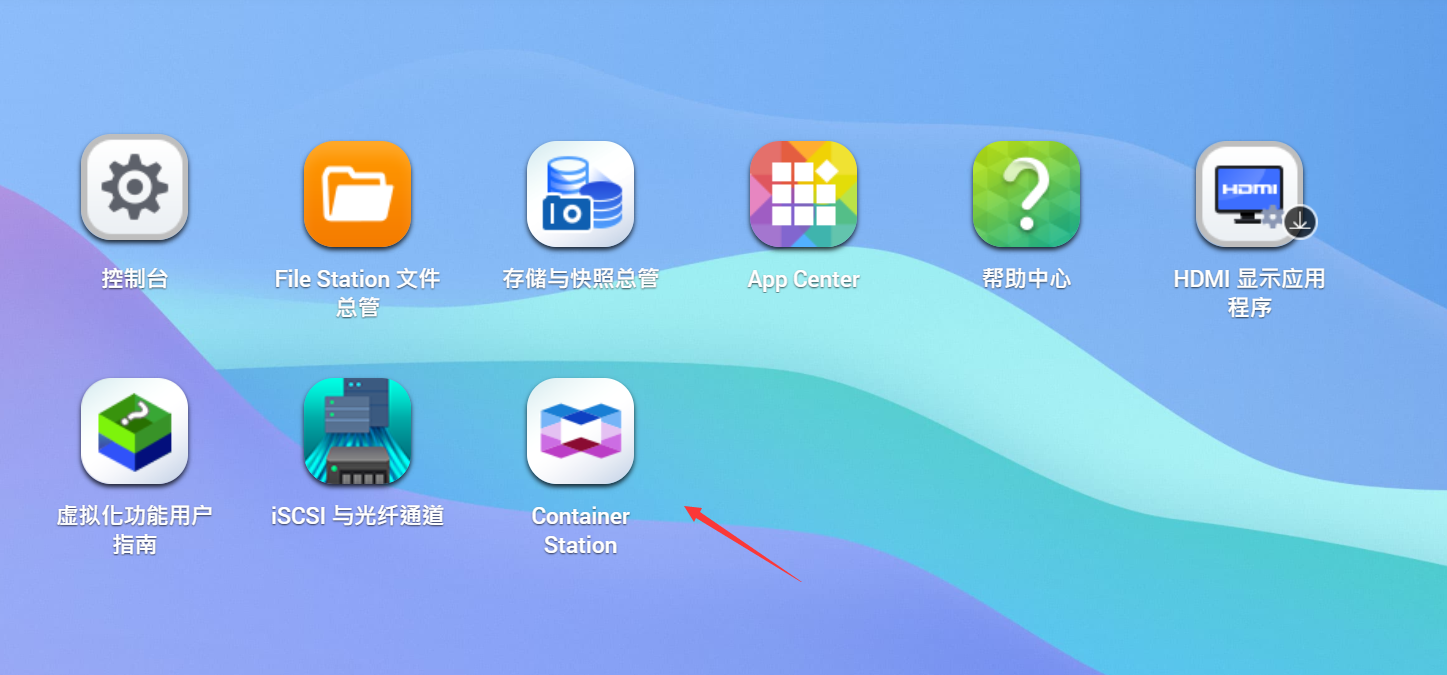 HDMI
控制台
File Station 文件
总管
存储与快照总管
App Center
帮助中心
HDMI 显示应用
程序
虚拟化功能用户
指南
iSCSI 与光纤通道
Container
Station